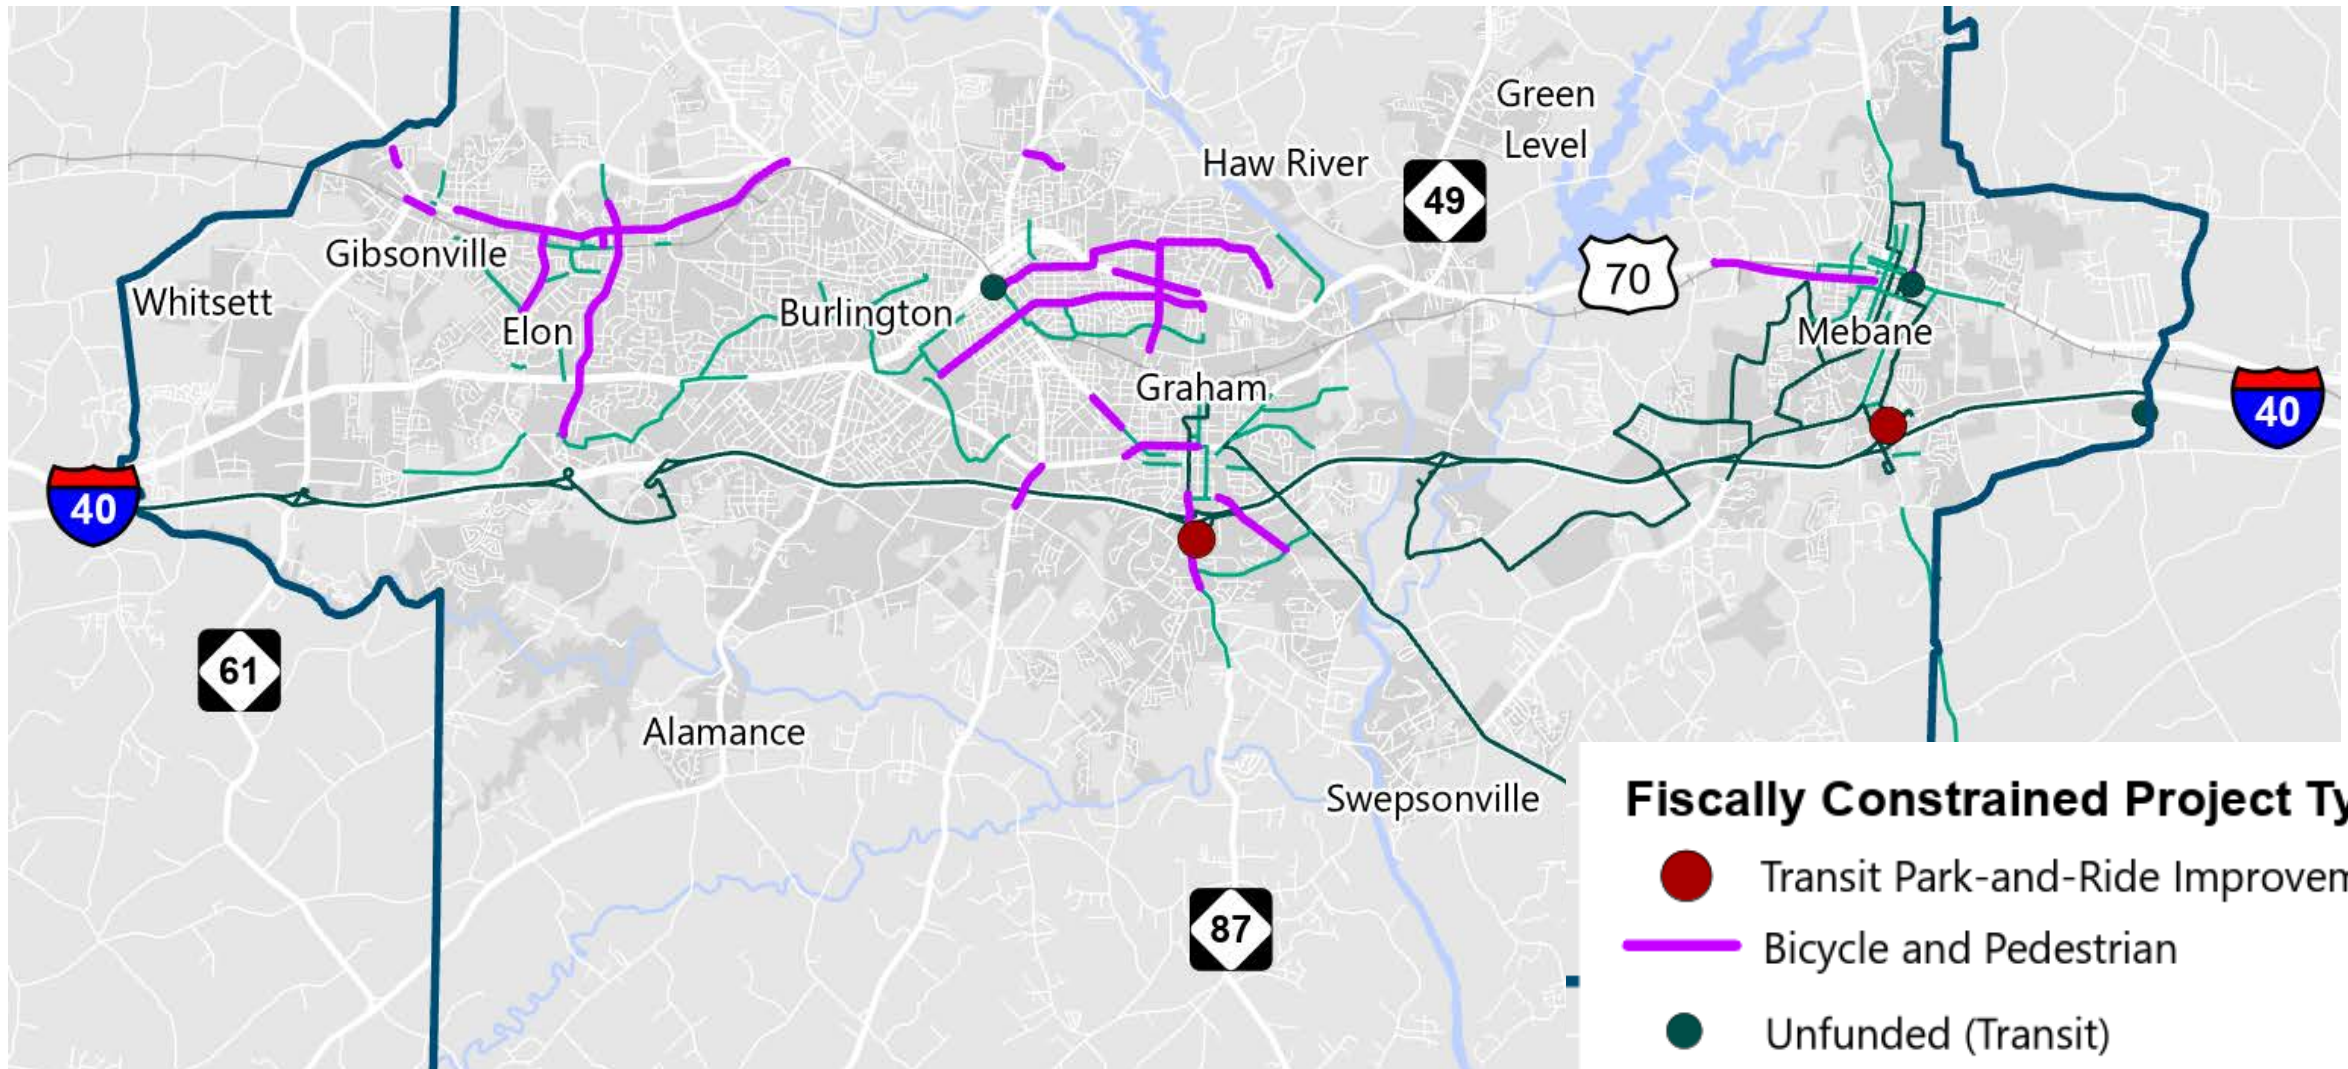 Green
Level
Haw River
49
Gibsonville
70
Whitsett
Burlington
Elon
Mebane
Graham
40
40
61
Alamance
Swepsonville
87
Fiscally Constrained Project Ty
Transit Park-and-Ride Improvem
Bicycle and Pedestrian
Unfunded (Transit)